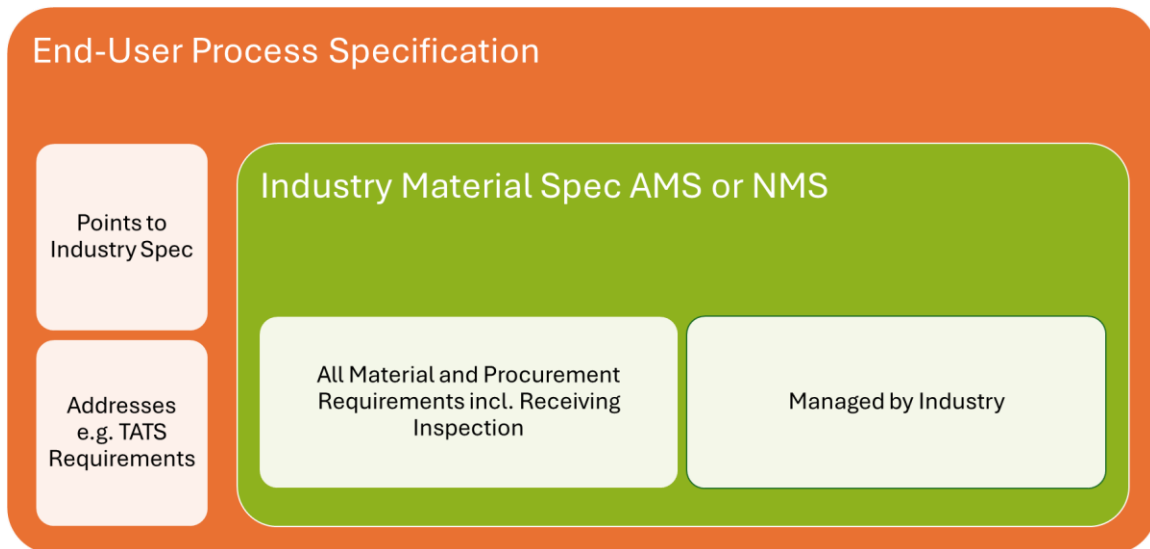 End-User Process Specification
Points to
Industry Spec
Addresses
e.g. TATS
Requirements
Industry Material Spec AMS or NMS
All Material and Procurement
Requirements incl. Receiving
Inspection
Managed by Industry